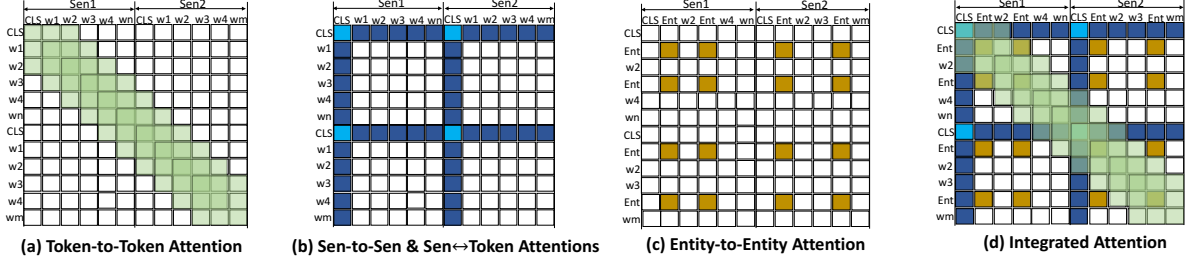 Sen1 Sen2
CLS w1 w2 w3 w4 wn CLS w1 w2 w3 w4 wm
CLS
w1
w2
w3
w4
wn
CLS
w1
w2
w3
w4
wm
(a) Token-to-Token Attention
Sen1 Sen2
CLS w1 w2 w3 w4 wn CLS w1 w2 w3 w4 wm
CLS
w1
w2
w3
w4
wn
CLS
w1
w2
w3
w4
wm
(b) Sen-to-Sen & Sen↔Token Attentions
Sen1 Sen2
CLS Ent w2 Ent w4 wn CLS Ent w2 w3 Ent wm
CLS
Ent
w2
Ent
w4
wn
CLS
Ent
w2
w3
Ent
wm
(c) Entity-to-Entity Attention
Sen1 Sen2
CLS Ent w2 Ent w4 wn CLS Ent w2 w3 Ent wm
CLS
Ent
w2
Ent
w4
wn
CLS
Ent
w2
w3
Ent
wm
(d) Integrated Attention